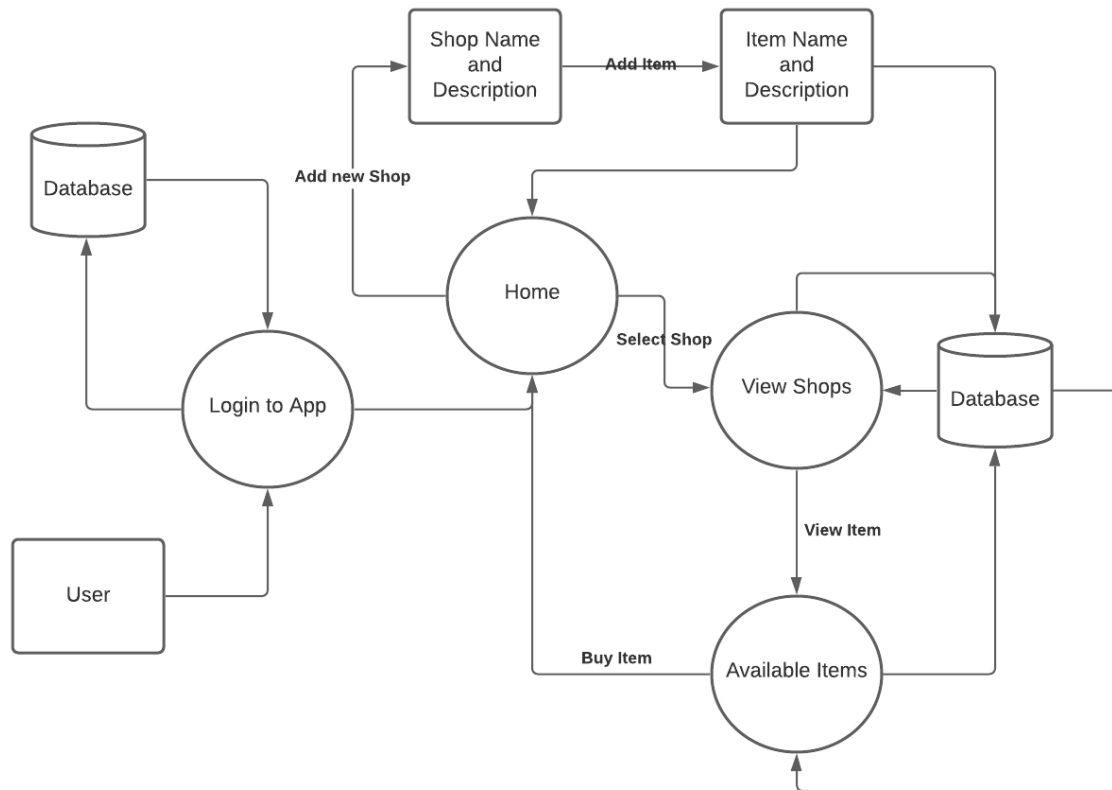 Shop Name
and
Description
Add Item
Item Name
and
Description
Database
Add new Shop
Home
Select Shop
View Shops
Database
Login to App
User
View Item
Buy Item
Available Items